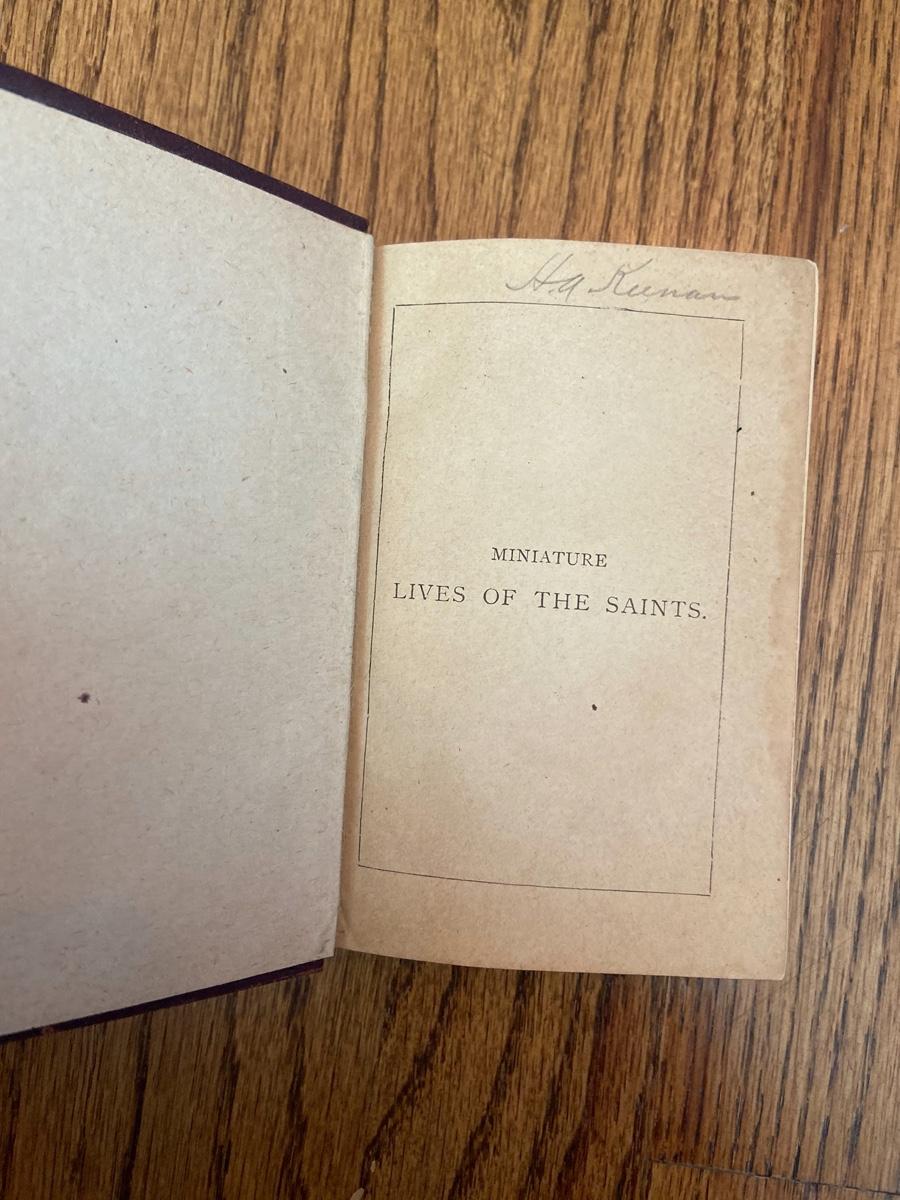 H.A Keenan
MINIATURE
LIVES OF THE SAINTS.